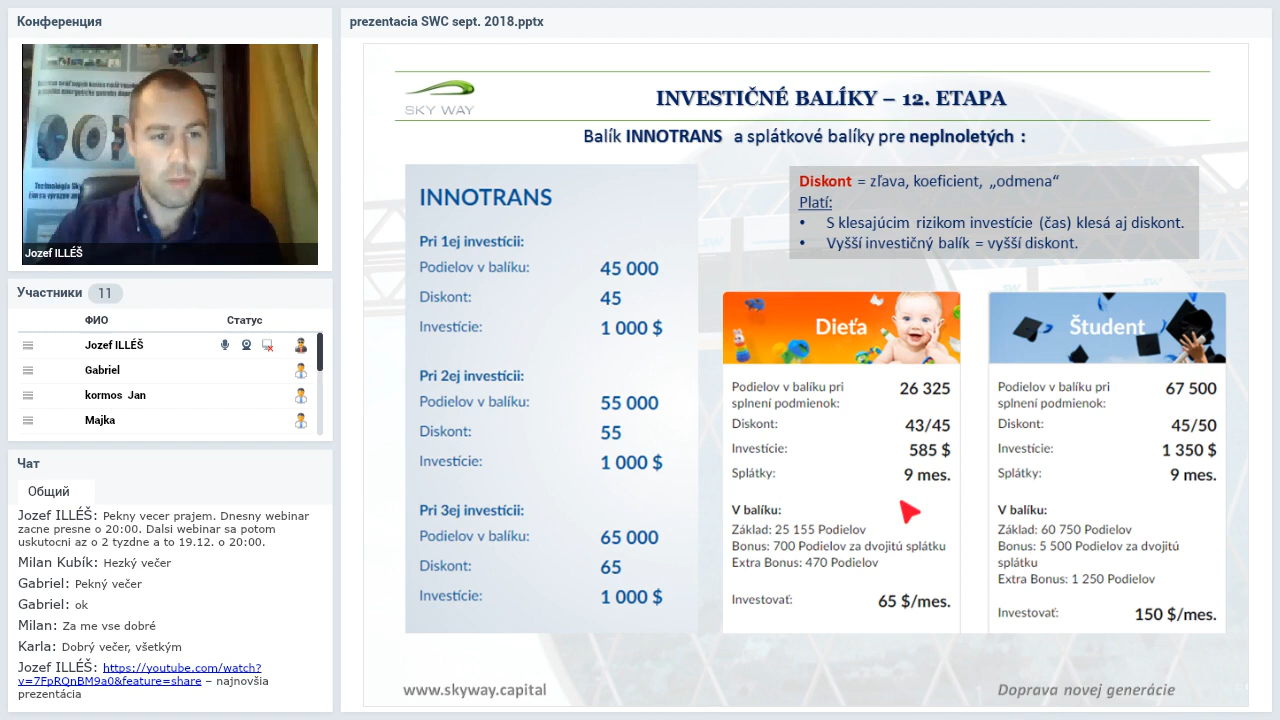 Конференция
Jozef ILLÉŠ
Участники 11
ФИО Статус
Jozef ILLÉŠ
Gabriel
kormos Jan
Majka
Чат
Общий
Jozef ILLÉŠ: Pekny vecer prajem. Dnesny webinar
zacne presne o 20:00. Dalsi webinar sa potom
uskutocni az o 2 tyzdne a to 19.12. o 20:00.
Milan Kubík: Hezký večer
Gabriel: Pekný večer
Gabriel: ok
Milan: Za me vse dobré
Karla: Dobrý večer, všetkým
Jozef ILLÉŠ: https://youtube.com/watch?
v=7FpRQnBM9a0&feature=share – najnovšia
prezentácia
prezentacia SWC sept. 2018.pptx
SKY WAY
INVESTIČNÉ BALÍKY – 12. ETAPA
Balík INNOTRANS a splátkové balíky pre neplnoletých :
INNOTRANS
Pri 1ej investícii:
Podielov v balíku: 45 000
Diskont: 45
Investície: 1 000 $
Pri 2ej investícii:
Podielov v balíku: 55 000
Diskont: 55
Investície: 1 000 $
Pri 3ej investícii:
Podielov v balíku: 65 000
Diskont: 65
Investície: 1 000 $
Diskont = zľava, koeficient, „odmena“
Platí:
• S klesajúcim rizikom investície (čas) klesá aj diskont.
• Vyšší investičný balík = vyšší diskont.
Dieťa
Podielov v balíku pri 26 325
splnení podmienok:
Diskont: 43/45
Investície: 585 $
Splátky: 9 mes.
V balíku:
Základ: 25 155 Podielov
Bonus: 700 Podielov za dvojitú splátku
Extra Bonus: 470 Podielov
Investovať: 65 $/mes.
Študent
Podielov v balíku pri 67 500
splnení podmienok:
Diskont: 45/50
Investície: 1 350 $
Splátky: 9 mes.
V balíku:
Základ: 60 750 Podielov
Bonus: 5 500 Podielov za dvojitú
splátku
Extra Bonus: 1 250 Podielov
Investovať: 150 $/mes.
www.skyway.capital
Doprava novej generácie